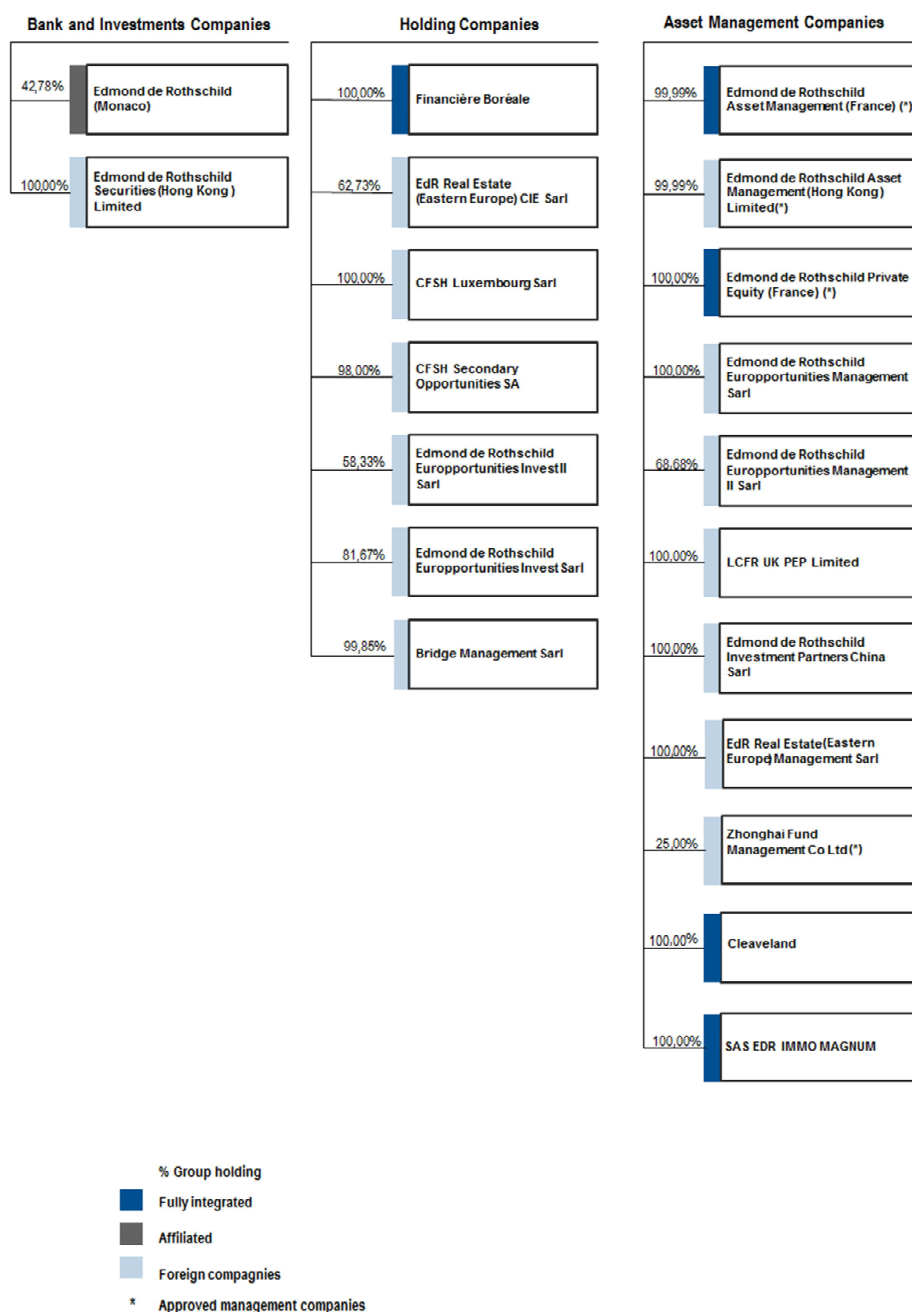 Bank and Investments Companies
42,78%
Edmond de Rothschild
(Monaco)
100,00%
Edmond de Rothschild
Securities (Hong Kong )
Limited
Holding Companies
100,00%
Financière Boréale
62,73%
EdR Real Estate
(Eastern Europe) CIE Sarl
100,00%
CFSH Luxembourg Sarl
98,00%
CFSH Secondary
Opportunities SA
58,33%
Edmond de Rothschild
Europportunities Invest II
Sarl
81,67%
Edmond de Rothschild
Europportunities Invest Sarl
99,85%
Bridge Management Sarl
Asset Management Companies
99,99%
Edmond de Rothschild
Asset Management (France) (*)
99,99%
Edmond de Rothschild Asset
Management (Hong Kong )
Limited(*)
100,00%
Edmond de Rothschild Private
Equity (France) (*)
100,00%
Edmond de Rothschild
Europportunities Management
Sarl
68,68%
Edmond de Rothschild
Europportunities Management
II Sarl
100,00%
LCFR UK PEP Limited
100,00%
Edmond de Rothschild
Investment Partners China
Sarl
100,00%
EdR Real Estate (Eastern
Europe) Management Sarl
25,00%
Zhonghai Fund
Management Co Ltd (*)
100,00%
Cleaveland
100,00%
SAS EDR IMMO MAGNUM
% Group holding
Fully integrated
Affiliated
Foreign compagnies
* Approved management companies